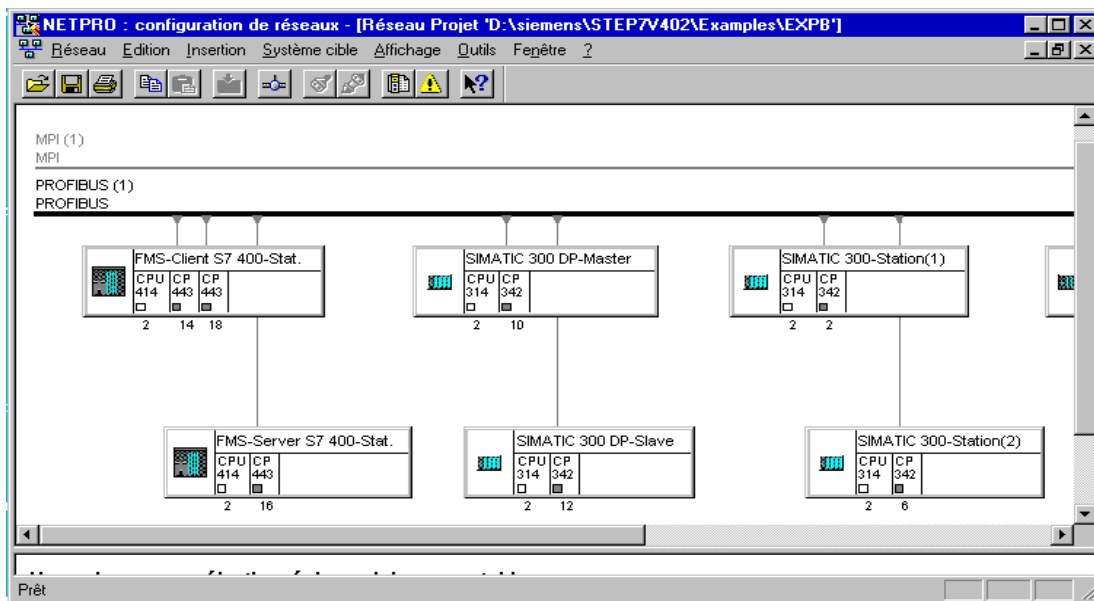 NETPRO : configuration de réseaux - [Réseau Projet 'D:\siemens\STEP7V402\Examples\EXPB']
Réseau Edition Insertion Système cible Affichage Outils Fenêtre ?
MPI (1)
MPI
PROFIBUS (1)
PROFIBUS
FMS-Client S7 400-Stat.
CPU CP CP
414 443 443
2 14 18
SIMATIC 300 DP-Master
CPU CP
314 342
2 10
SIMATIC 300-Station(1)
CPU CP
314 342
2 2
FMS-Server S7 400-Stat.
CPU CP
414 443
2 16
SIMATIC 300 DP-Slave
CPU CP
314 342
2 12
SIMATIC 300-Station(2)
CPU CP
314 342
2 6
Prêt